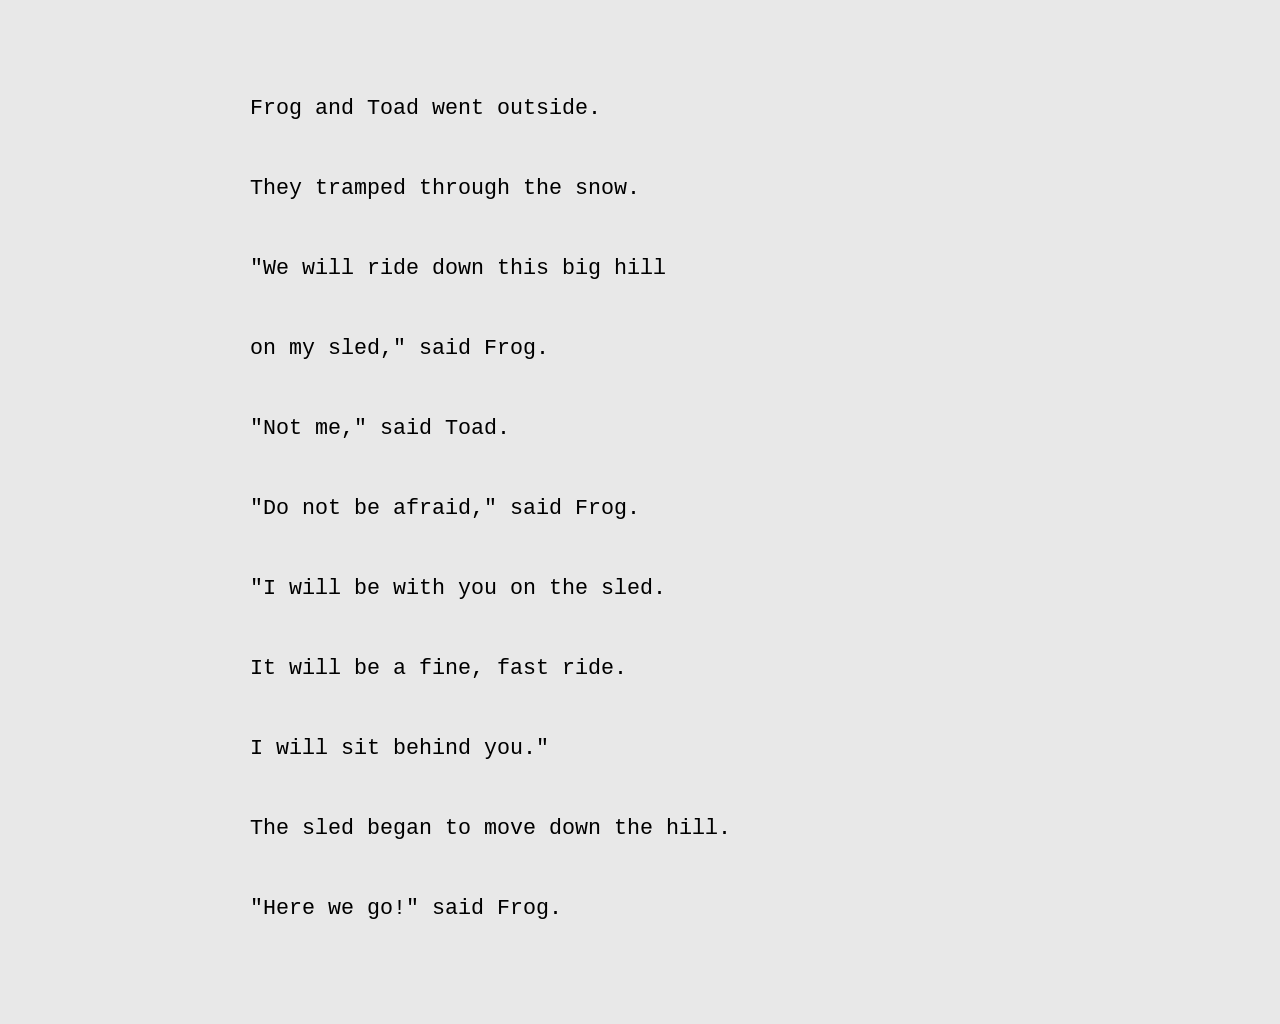 Frog and Toad went outside.
They tramped through the snow.
"We will ride down this big hill
on my sled," said Frog.
"Not me," said Toad.
"Do not be afraid," said Frog.
"I will be with you on the sled.
It will be a fine, fast ride.
I will sit behind you."
The sled began to move down the hill.
"Here we go!" said Frog.